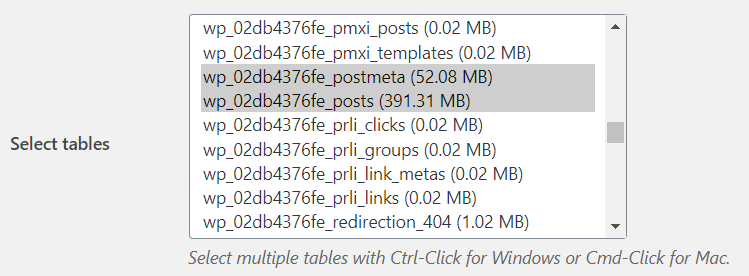 wp_02db4376fe_pmxi_posts (0.02 MB)
wp_02db4376fe_pmxi_templates (0.02 MB)
wp_02db4376fe_postmeta (52.08 MB)
wp_02db4376fe_posts (391.31 MB)
wp_02db4376fe_prli_clicks (0.02 MB)
Select tables
wp_02db4376fe_prli_groups (0.02 MB)
wp_02db4376fe_prli_link_metas (0.02 MB)
wp_02db4376fe_prli_links (0.02 MB)
wp_02db4376fe_redirection_404 (1.02 MB)
Select multiple tables with Ctrl-Click for Windows or Cmd-Click for Mac.